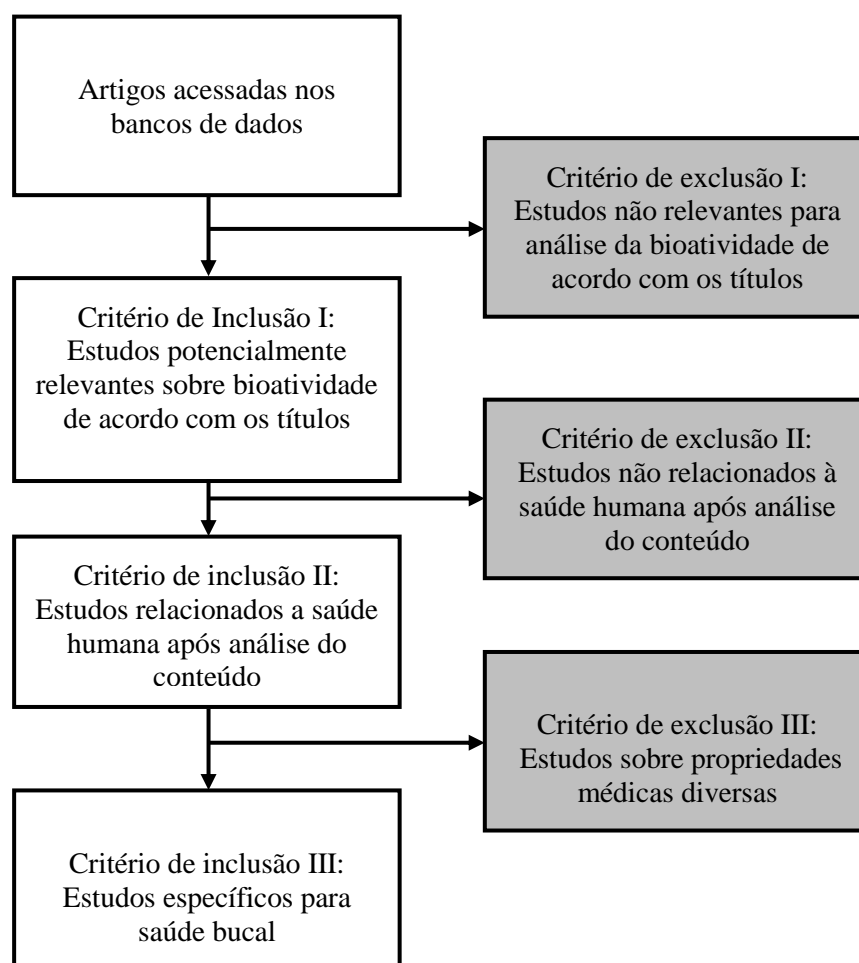 Artigos acessadas nos
bancos de dados
Critério de exclusão I:
Estudos não relevantes para
análise da bioatividade de
acordo com os títulos
Critério de Inclusão I:
Estudos potencialmente
relevantes sobre bioatividade
de acordo com os títulos
Critério de exclusão II:
Estudos não relacionados à
saúde humana após análise
do conteúdo
Critério de inclusão II:
Estudos relacionados a saúde
humana após análise do
conteúdo
Critério de exclusão III:
Estudos sobre propriedades
médicas diversas
Critério de inclusão III:
Estudos específicos para
saúde bucal